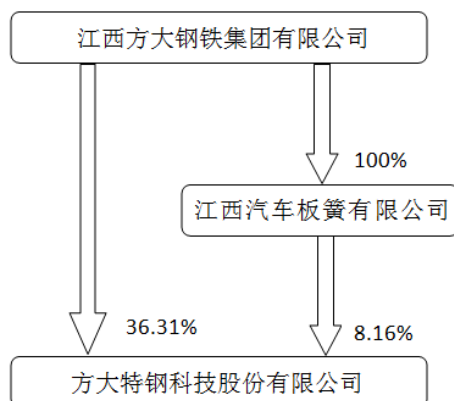 江西方大钢铁集团有限公司
100%
江西汽车板簧有限公司
36.31%
8.16%
方大特钢科技股份有限公司